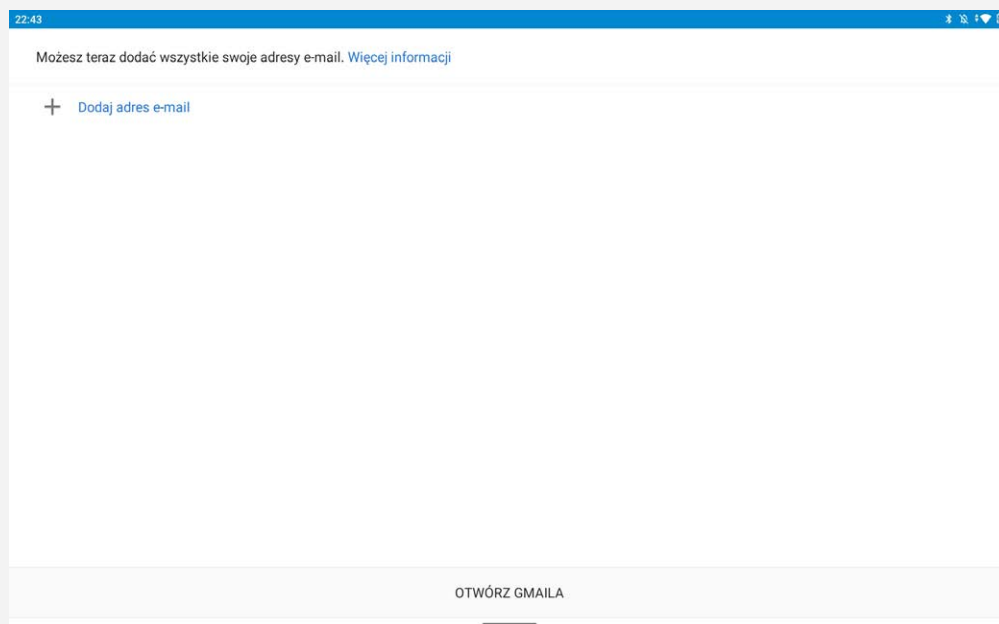 22:43
Możesz teraz dodać wszystkie swoje adresy e-mail. Więcej informacji
Dodaj adres e-mail
OTWÓRZ GMAILA